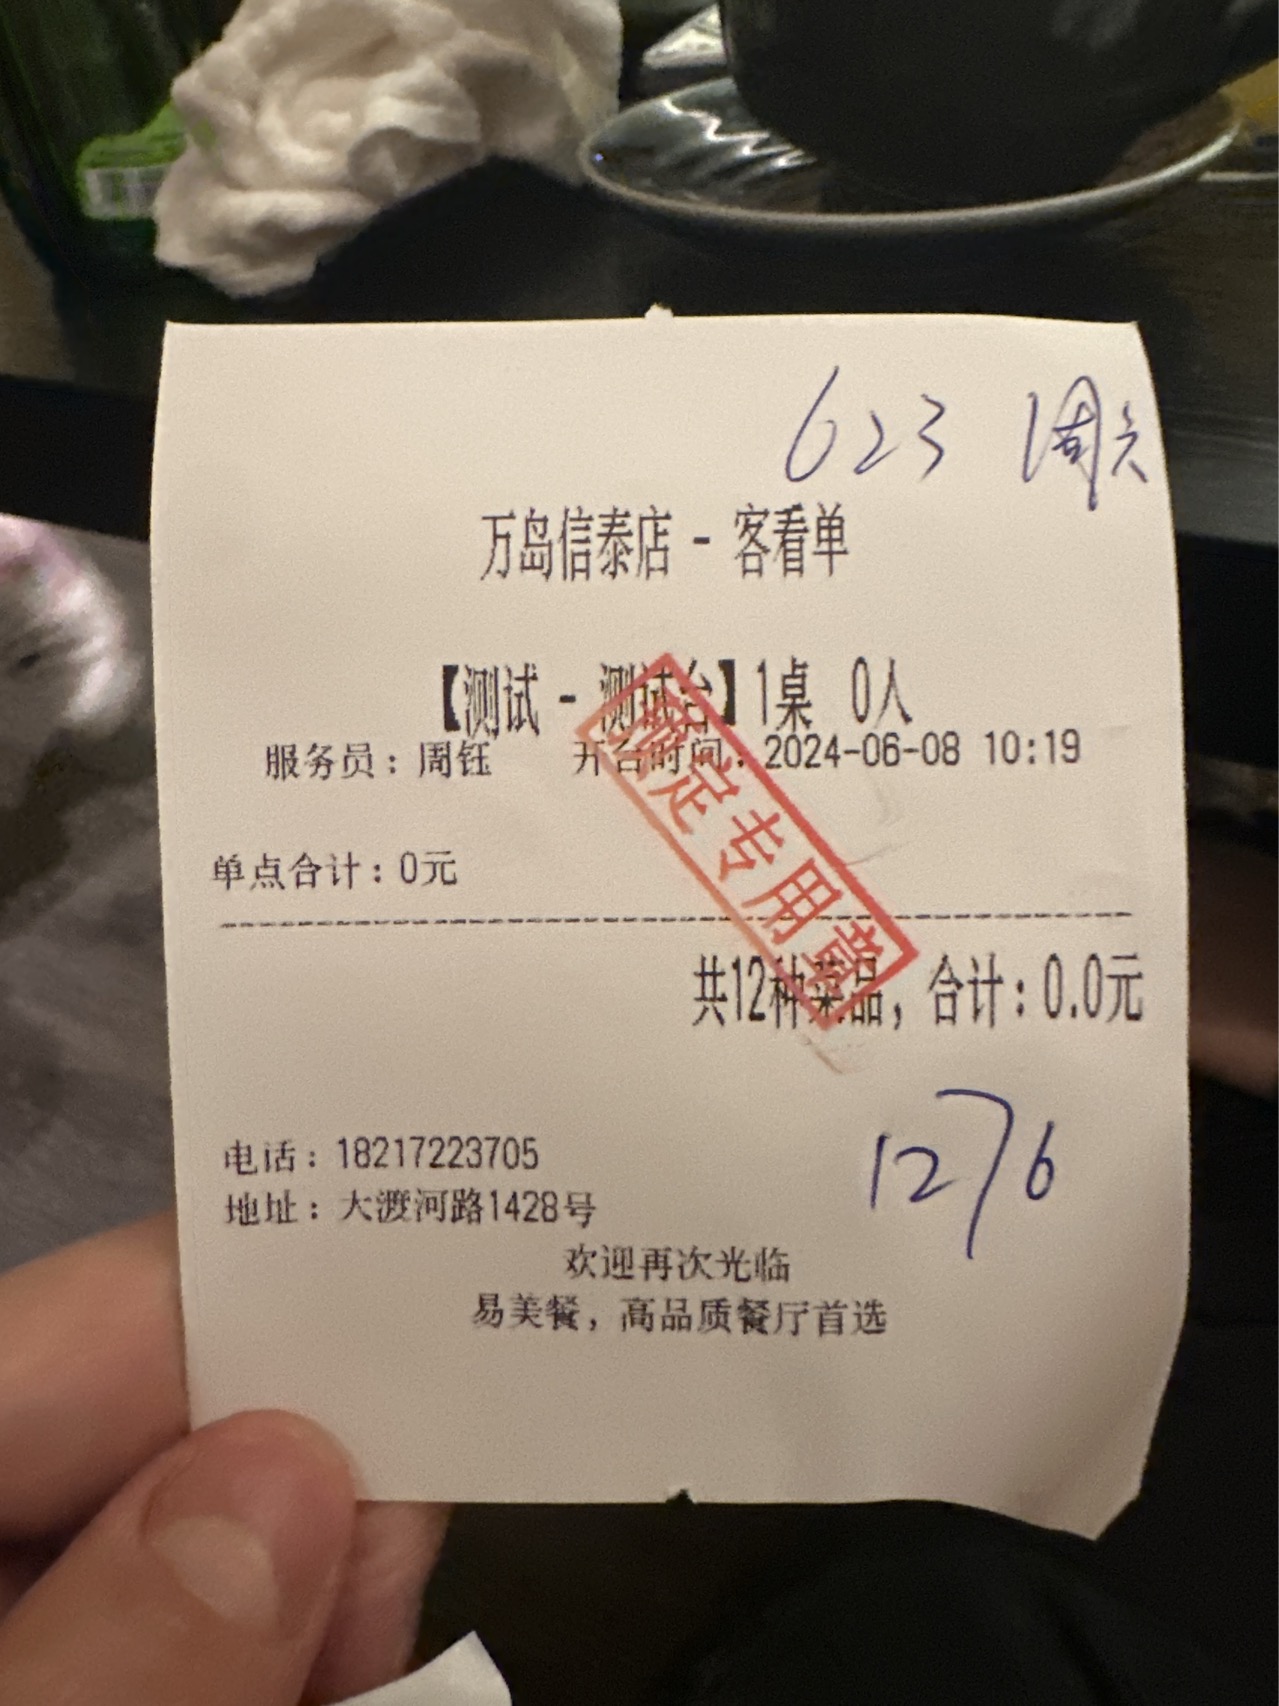 623 周六
万岛信泰店 - 客看单
【测试 - 测试台】1桌 0人
服务员：周钰 开台时间：2024-06-08 10:19
单点合计：0元
定专用章
共12种菜品，合计：0.0元
1276
电话：18217223705
地址：大渡河路1428号
欢迎再次光临
易美餐，高品质餐厅首选